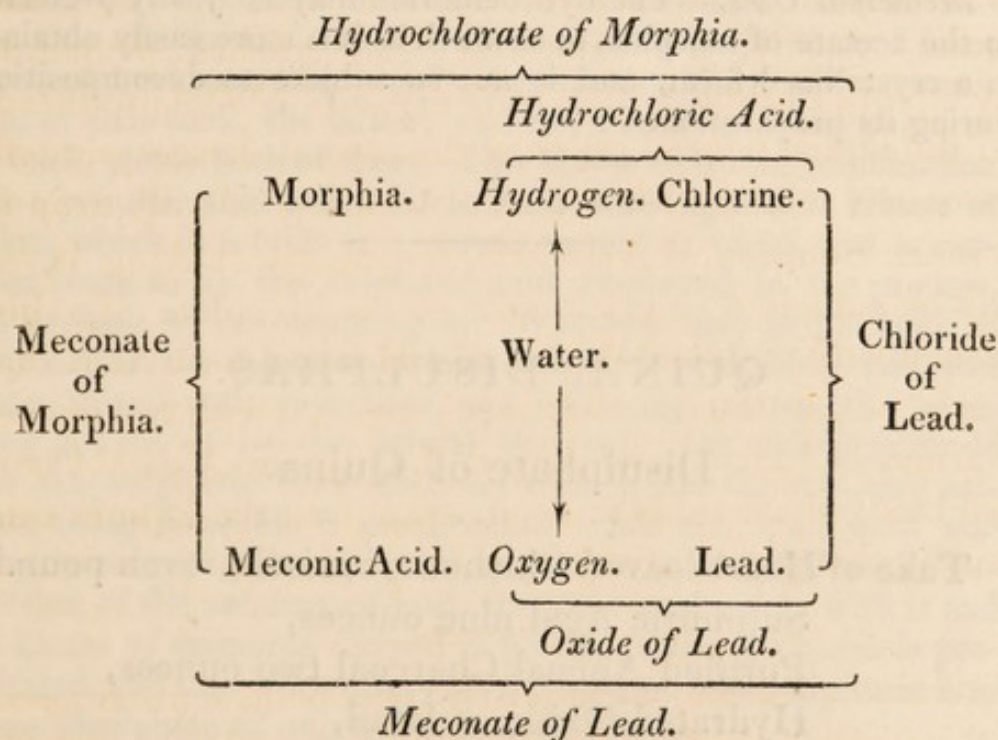 Hydrochlorate of Morphia.
Hydrochloric Acid.
Morphia. Hydrogen. Chlorine.
Meconate
of
Morphia.
Water.
Chloride
of
Lead.
Meconic Acid. Oxygen. Lead.
Oxide of Lead.
Meconate of Lead.